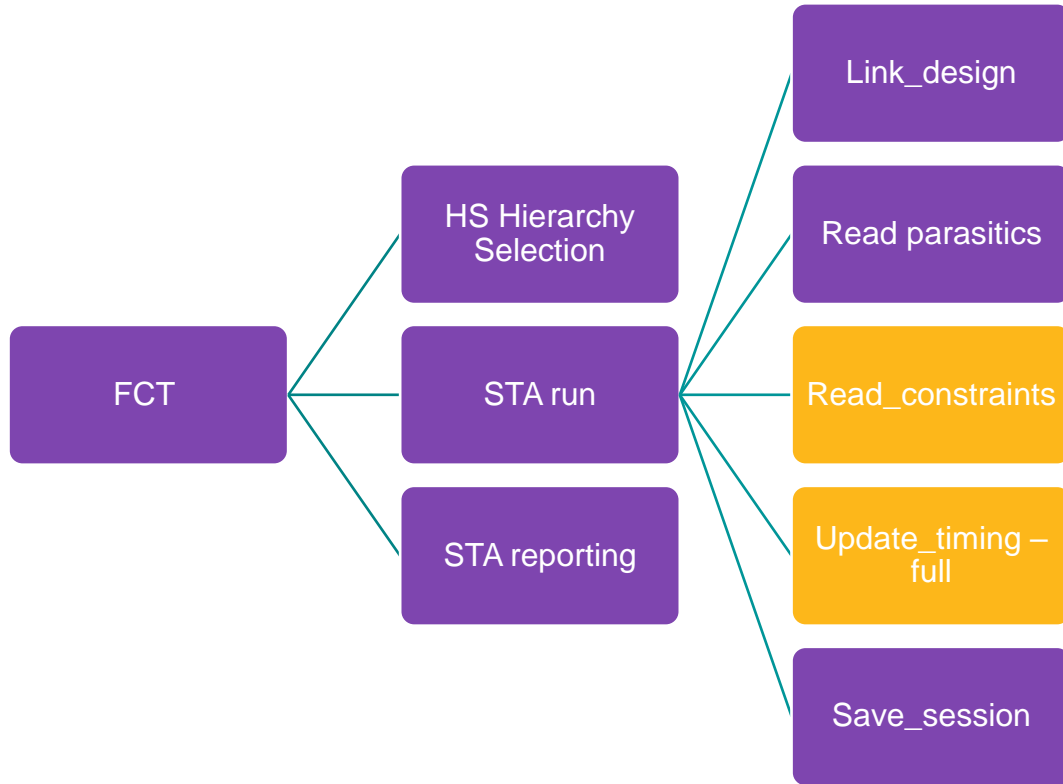 FCT
HS Hierarchy
Selection
STA run
STA reporting
Link_design
Read parasitics
Read_constraints
Update_timing –
full
Save_session